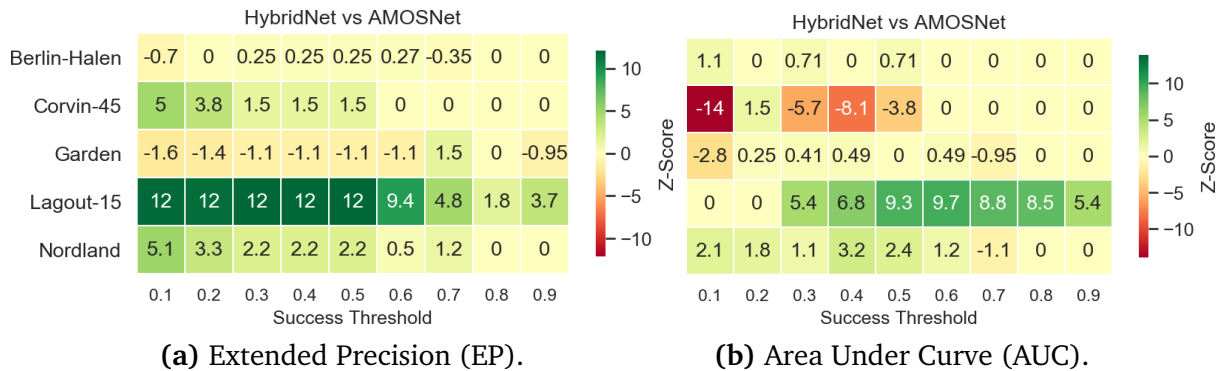 HybridNet vs AMOSNet
Berlin-Halen -0.7 0 0.25 0.25 0.25 0.27 -0.35 0 0
Corvin-45 5 3.8 1.5 1.5 1.5 0 0 0 0
Garden -1.6 -1.4 -1.1 -1.1 -1.1 -1.1 1.5 0 -0.95
Lagout-15 12 12 12 12 12 9.4 4.8 1.8 3.7
Nordland 5.1 3.3 2.2 2.2 2.2 0.5 1.2 0 0
0.1 0.2 0.3 0.4 0.5 0.6 0.7 0.8 0.9
Success Threshold
10
5
0
−5
−10
Z-Score
(a) Extended Precision (EP).
HybridNet vs AMOSNet
1.1 0 0.71 0 0.71 0 0 0 0
-14 1.5 -5.7 -8.1 -3.8 0 0 0 0
-2.8 0.25 0.41 0.49 0 0.49 -0.95 0 0
0 0 5.4 6.8 9.3 9.7 8.8 8.5 5.4
2.1 1.8 1.1 3.2 2.4 1.2 -1.1 0 0
0.1 0.2 0.3 0.4 0.5 0.6 0.7 0.8 0.9
Success Threshold
10
5
0
−5
−10
Z-Score
(b) Area Under Curve (AUC).